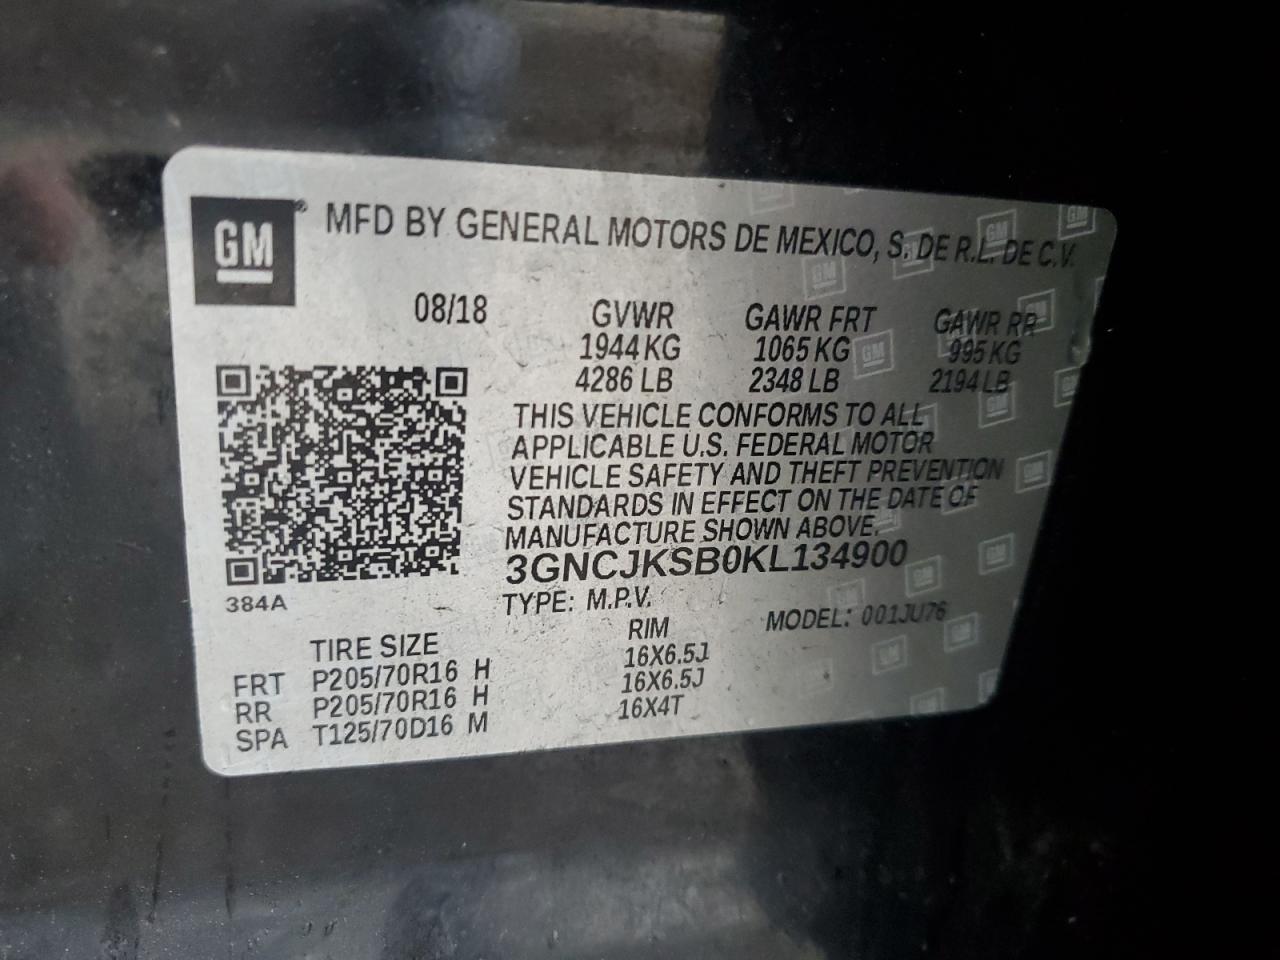 GM ® MFD BY GENERAL MOTORS DE MEXICO, S. DE R.L. DE C.V.
08/18 GVWR GAWR FRT GAWR RR
1944 KG 1065 KG 995 KG
4286 LB 2348 LB 2194 LB
THIS VEHICLE CONFORMS TO ALL
APPLICABLE U.S. FEDERAL MOTOR
VEHICLE SAFETY AND THEFT PREVENTION
STANDARDS IN EFFECT ON THE DATE OF
MANUFACTURE SHOWN ABOVE.
3GNCJKSB0KL134900
384A
TYPE: M.P.V. MODEL: 001JU76
TIRE SIZE RIM
FRT P205/70R16 H 16X6.5J
RR P205/70R16 H 16X6.5J
SPA T125/70D16 M 16X4T